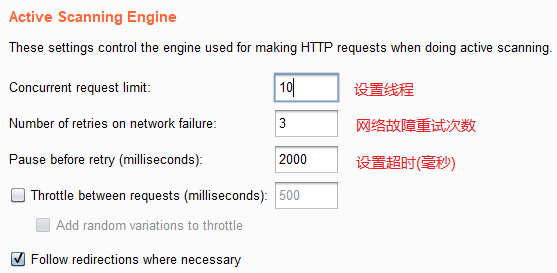 Active Scanning Engine
These settings control the engine used for making HTTP requests when doing active scanning.
Concurrent request limit: 10 设置线程
Number of retries on network failure: 3 网络故障重试次数
Pause before retry (milliseconds): 2000 设置超时(毫秒)
Throttle between requests (milliseconds): 500
Add random variations to throttle
Follow redirections where necessary